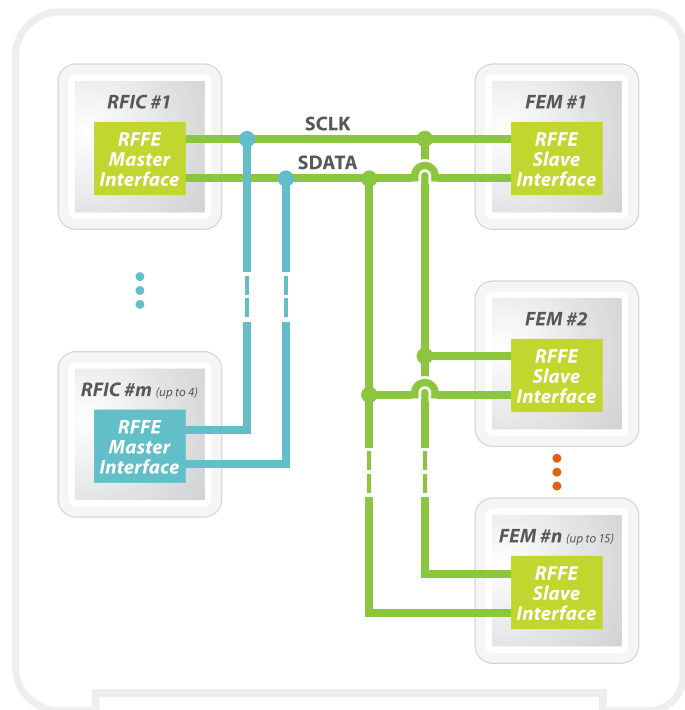 RFIC #1
RFFE
Master
Interface
SCLK
SDATA
FEM #1
RFFE
Slave
Interface
FEM #2
RFFE
Slave
Interface
RFIC #m (up to 4)
RFFE
Master
Interface
FEM #n (up to 15)
RFFE
Slave
Interface